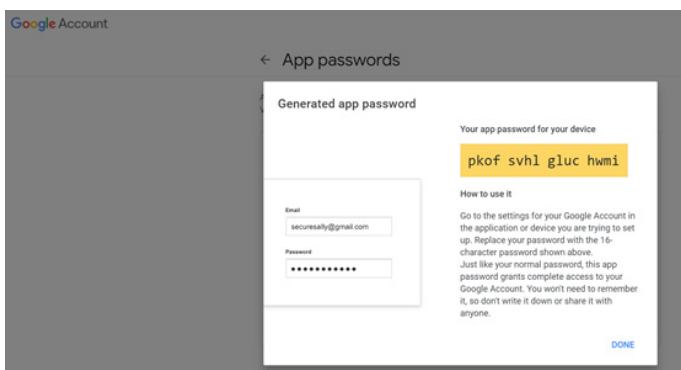 Google Account
← App passwords
Generated app password
Your app password for your device
pkof svhl gluc hwmi
How to use it
Go to the settings for your Google Account in
the application or device you are trying to set
up. Replace your password with the 16-
character password shown above.
Just like your normal password, this app
password grants complete access to your
Google Account. You won't need to remember
it, so don't write it down or share it with
anyone.
Email
securesally@gmail.com
Password
•••••••••••
DONE